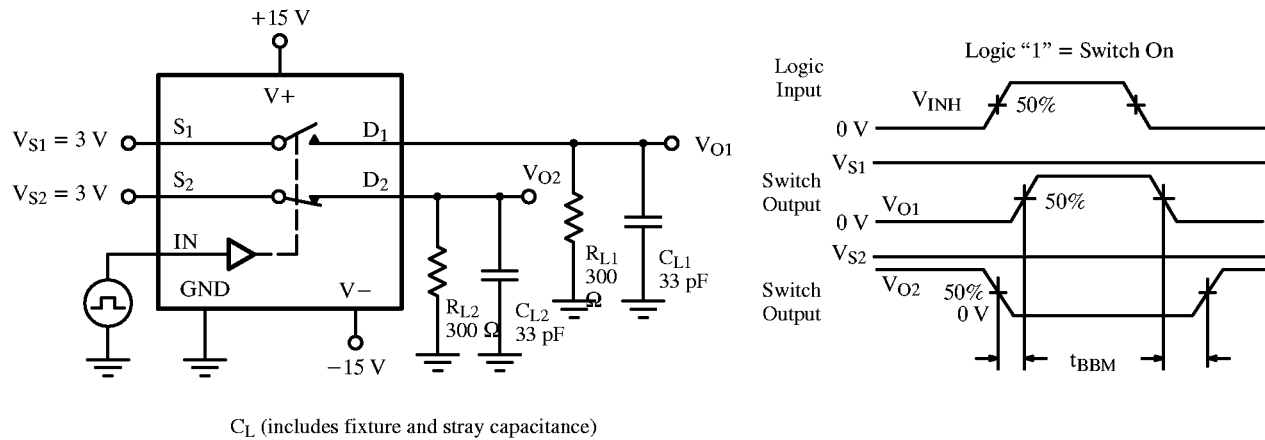 +15 V
V+
V_S1 = 3 V
S_1
D_1
V_O1
V_S2 = 3 V
S_2
D_2
V_O2
IN
GND
V−
−15 V
R_L1
300
Ω
C_L1
33 pF
R_L2
300 Ω
C_L2
33 pF
C_L (includes fixture and stray capacitance)
Logic “1” = Switch On
Logic
Input
V_INH
50%
0 V
V_S1
Switch
Output
V_O1
50%
0 V
V_S2
Switch
Output
V_O2
50%
0 V
t_BBM